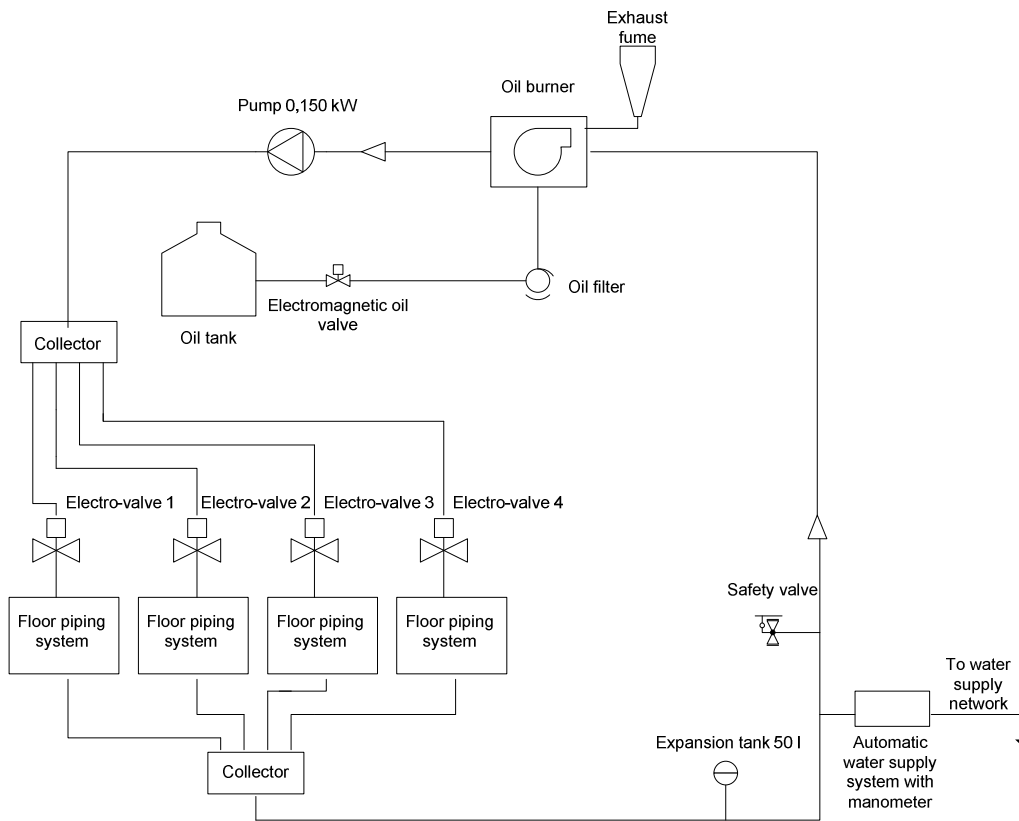 Exhaust
fume
Oil burner
Pump 0,150 kW
Oil filter
Electromagnetic oil
valve
Oil tank
Collector
Electro-valve 1
Electro-valve 2
Electro-valve 3
Electro-valve 4
Floor piping
system
Floor piping
system
Floor piping
system
Floor piping
system
Safety valve
To water
supply
network
Automatic
water supply
system with
manometer
Expansion tank 50 l
Collector